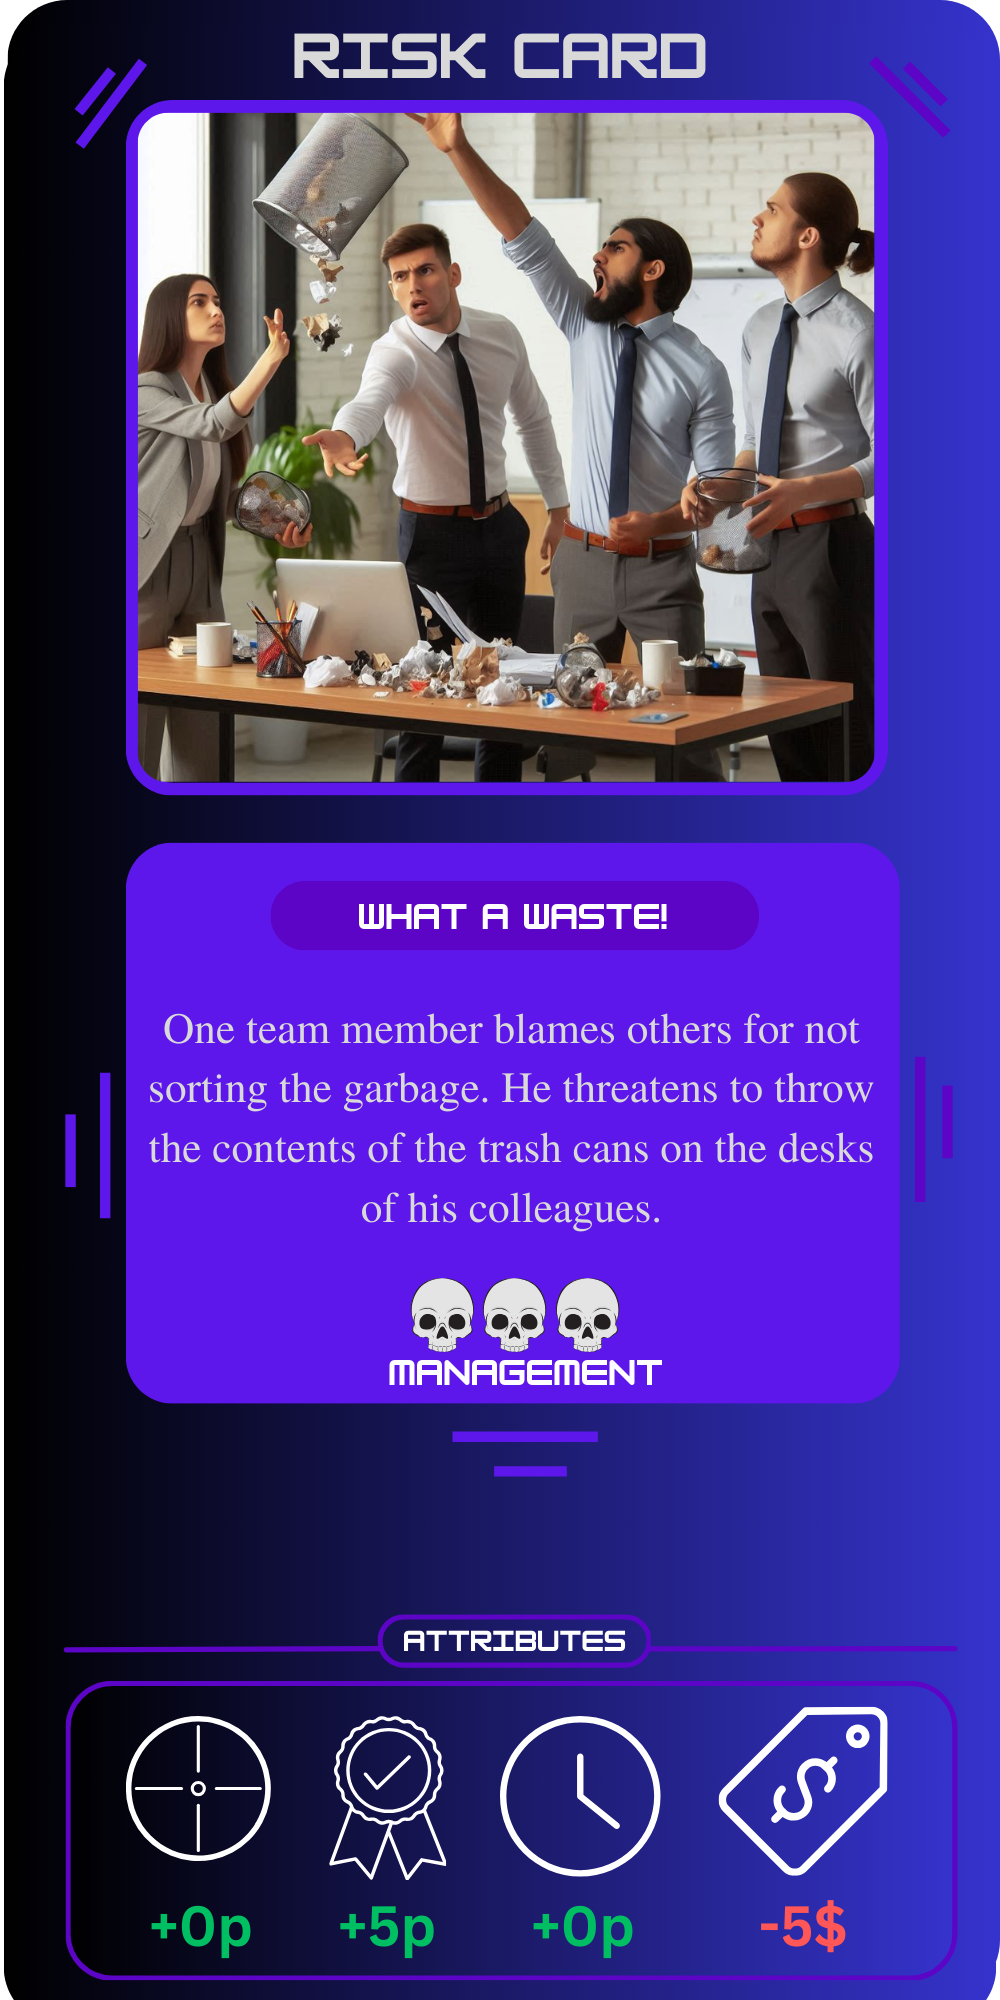 RISK CARD
WHAT A WASTE!
One team member blames others for not
sorting the garbage. He threatens to throw
the contents of the trash cans on the desks
of his colleagues.
MANAGEMENT
ATTRIBUTES
+0p +5p +0p -5$